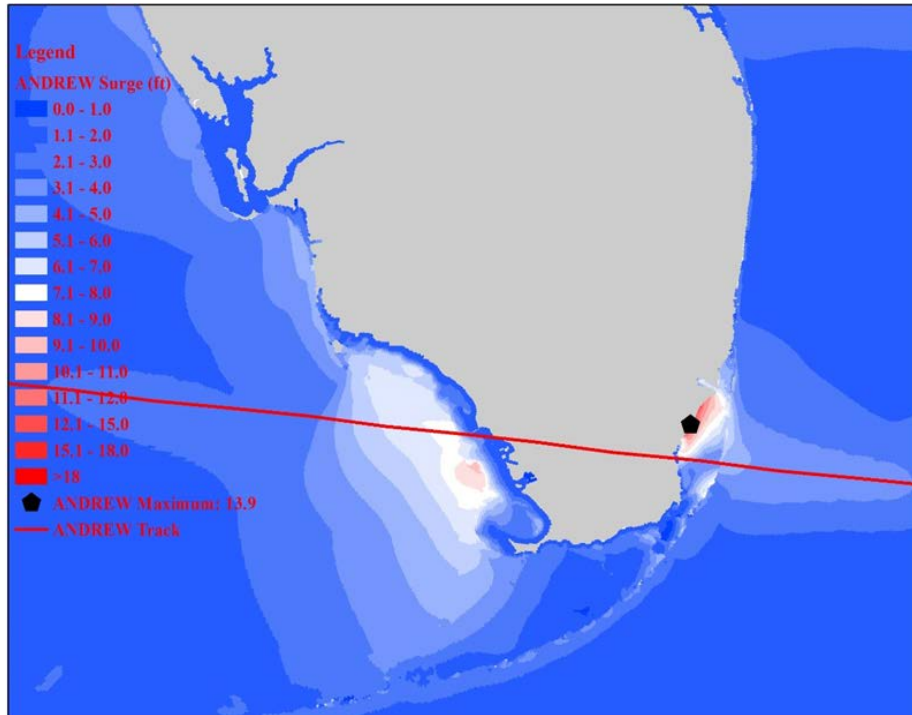 Legend
ANDREW Surge (ft)
0.0 - 1.0
1.1 - 2.0
2.1 - 3.0
3.1 - 4.0
4.1 - 5.0
5.1 - 6.0
6.1 - 7.0
7.1 - 8.0
8.1 - 9.0
9.1 - 10.0
10.1 - 11.0
11.1 - 12.0
12.1 - 15.0
15.1 - 18.0
>18
ANDREW Maximum: 13.9
ANDREW Track